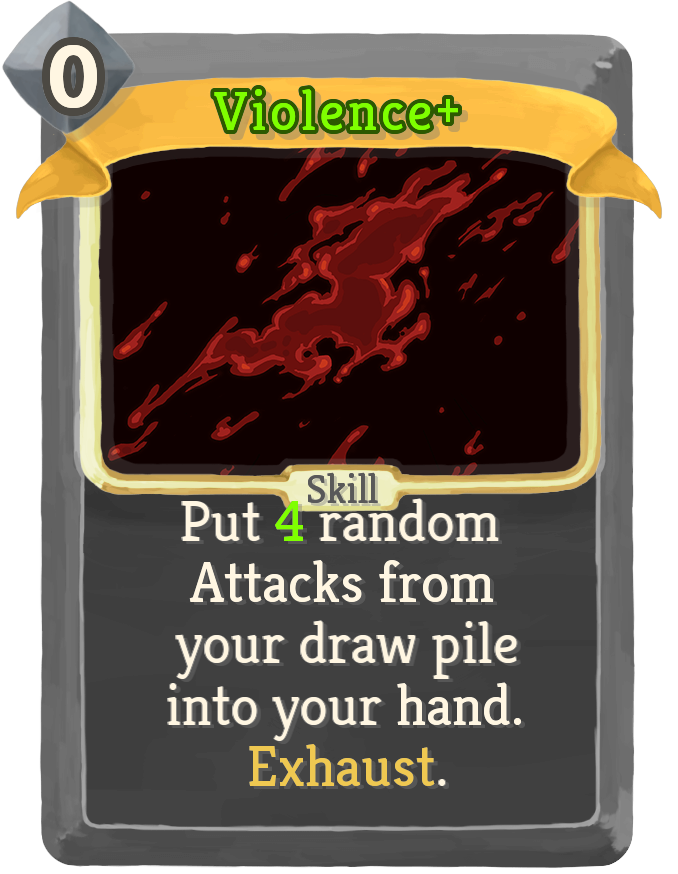 0
Violence+
Skill
Put 4 random
Attacks from
your draw pile
into your hand.
Exhaust.